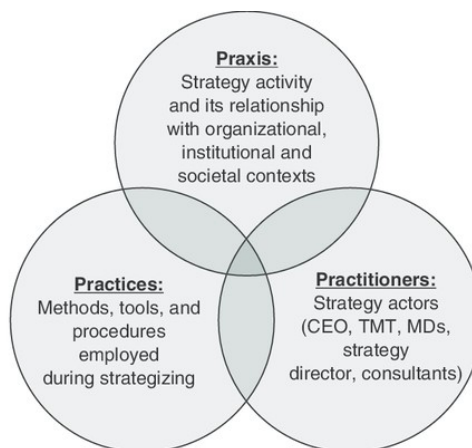 Praxis:
Strategy activity
and its relationship
with organizational,
institutional and
societal contexts
Practices:
Methods, tools, and
procedures
employed
during strategizing
Practitioners:
Strategy actors
(CEO, TMT, MDs,
strategy
director, consultants)